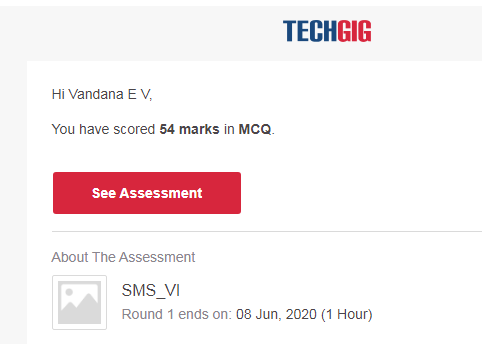 TECHGIG
Hi Vandana E V,
You have scored 54 marks in MCQ.
See Assessment
About The Assessment
SMS_VI
Round 1 ends on: 08 Jun, 2020 (1 Hour)